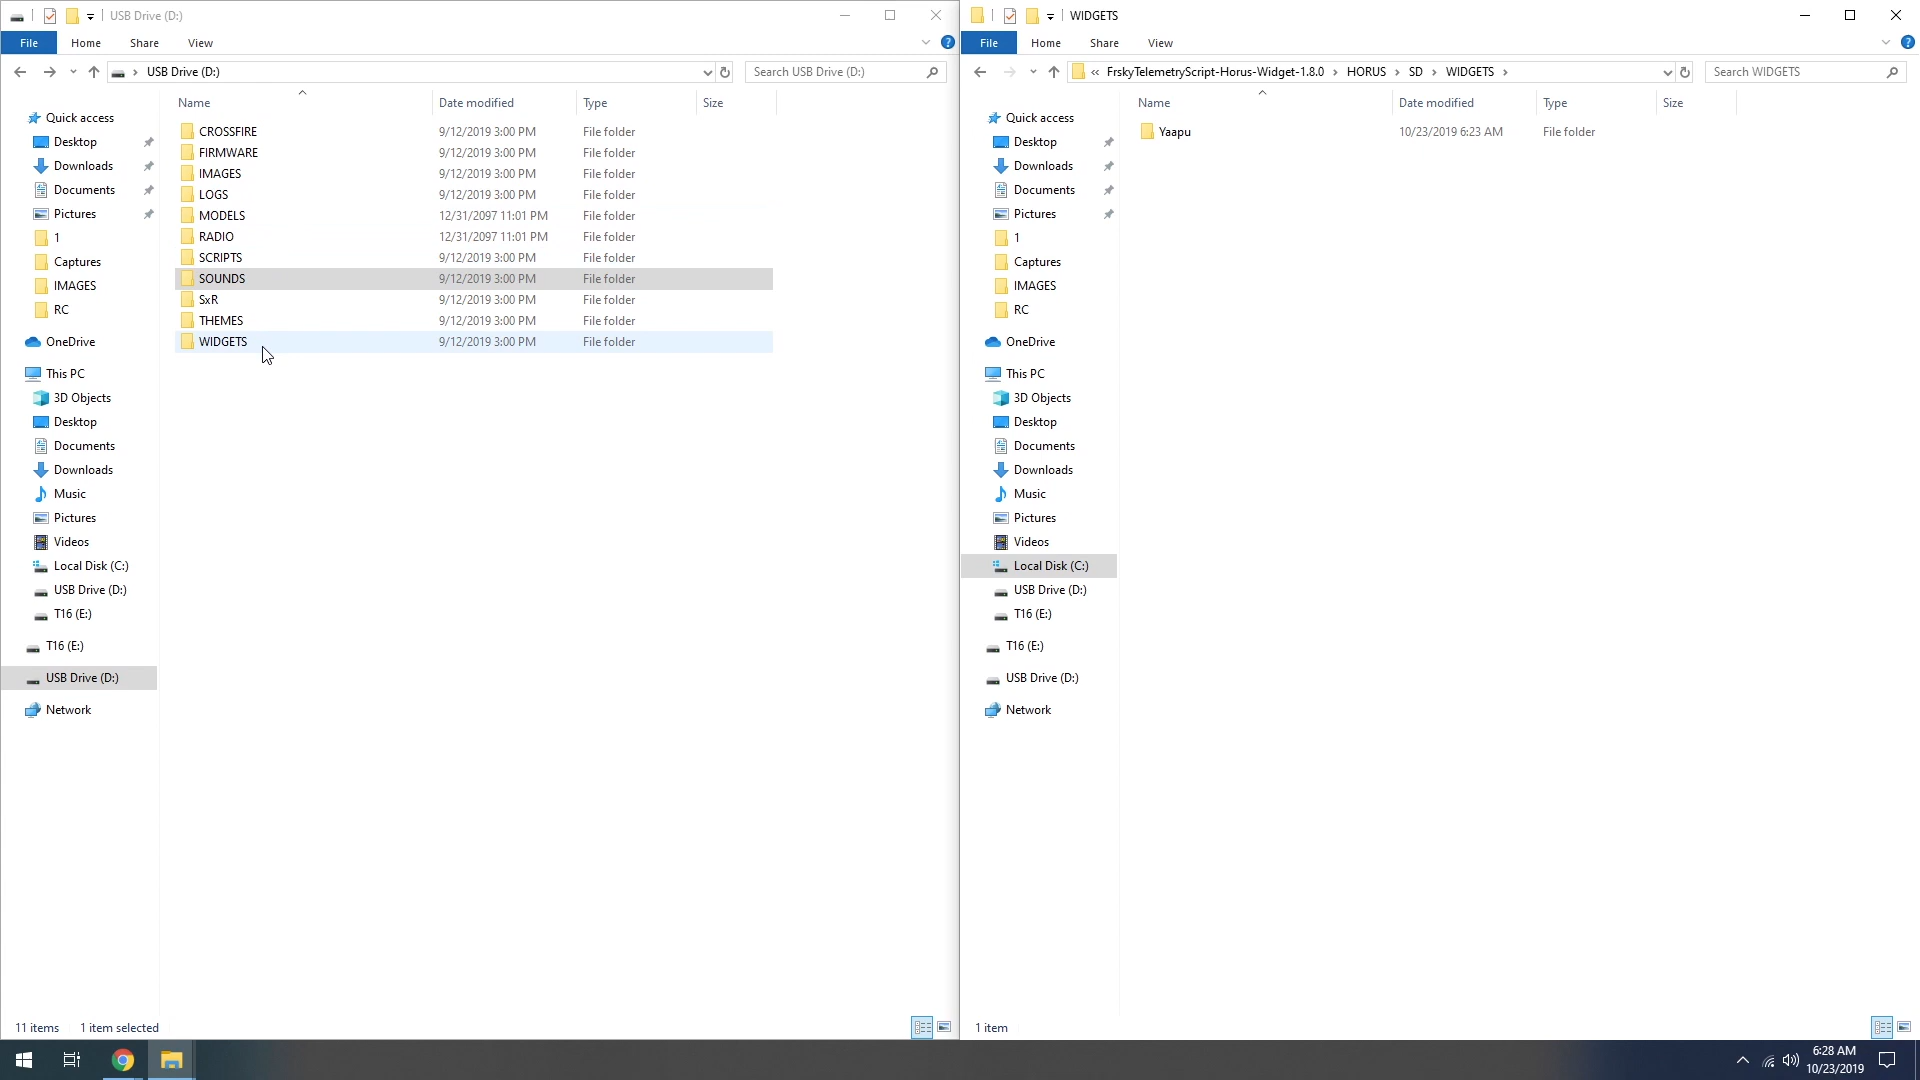 USB Drive (D:)
File Home Share View
USB Drive (D:)
Search USB Drive (D:)
Name Date modified Type Size
CROSSFIRE 9/12/2019 3:00 PM File folder
FIRMWARE 9/12/2019 3:00 PM File folder
IMAGES 9/12/2019 3:00 PM File folder
LOGS 9/12/2019 3:00 PM File folder
MODELS 12/31/2097 11:01 PM File folder
RADIO 12/31/2097 11:01 PM File folder
SCRIPTS 9/12/2019 3:00 PM File folder
SOUNDS 9/12/2019 3:00 PM File folder
SxR 9/12/2019 3:00 PM File folder
THEMES 9/12/2019 3:00 PM File folder
WIDGETS 9/12/2019 3:00 PM File folder
Quick access
Desktop
Downloads
Documents
Pictures
1
Captures
IMAGES
RC
OneDrive
This PC
3D Objects
Desktop
Documents
Downloads
Music
Pictures
Videos
Local Disk (C:)
USB Drive (D:)
T16 (E:)
T16 (E:)
USB Drive (D:)
Network
11 items 1 item selected
WIDGETS
File Home Share View
« FrskyTelemetryScript-Horus-Widget-1.8.0 › HORUS › SD › WIDGETS ›
Search WIDGETS
Name Date modified Type Size
Yaapu 10/23/2019 6:23 AM File folder
Quick access
Desktop
Downloads
Documents
Pictures
1
Captures
IMAGES
RC
OneDrive
This PC
3D Objects
Desktop
Documents
Downloads
Music
Pictures
Videos
Local Disk (C:)
USB Drive (D:)
T16 (E:)
T16 (E:)
USB Drive (D:)
Network
1 item
6:28 AM
10/23/2019